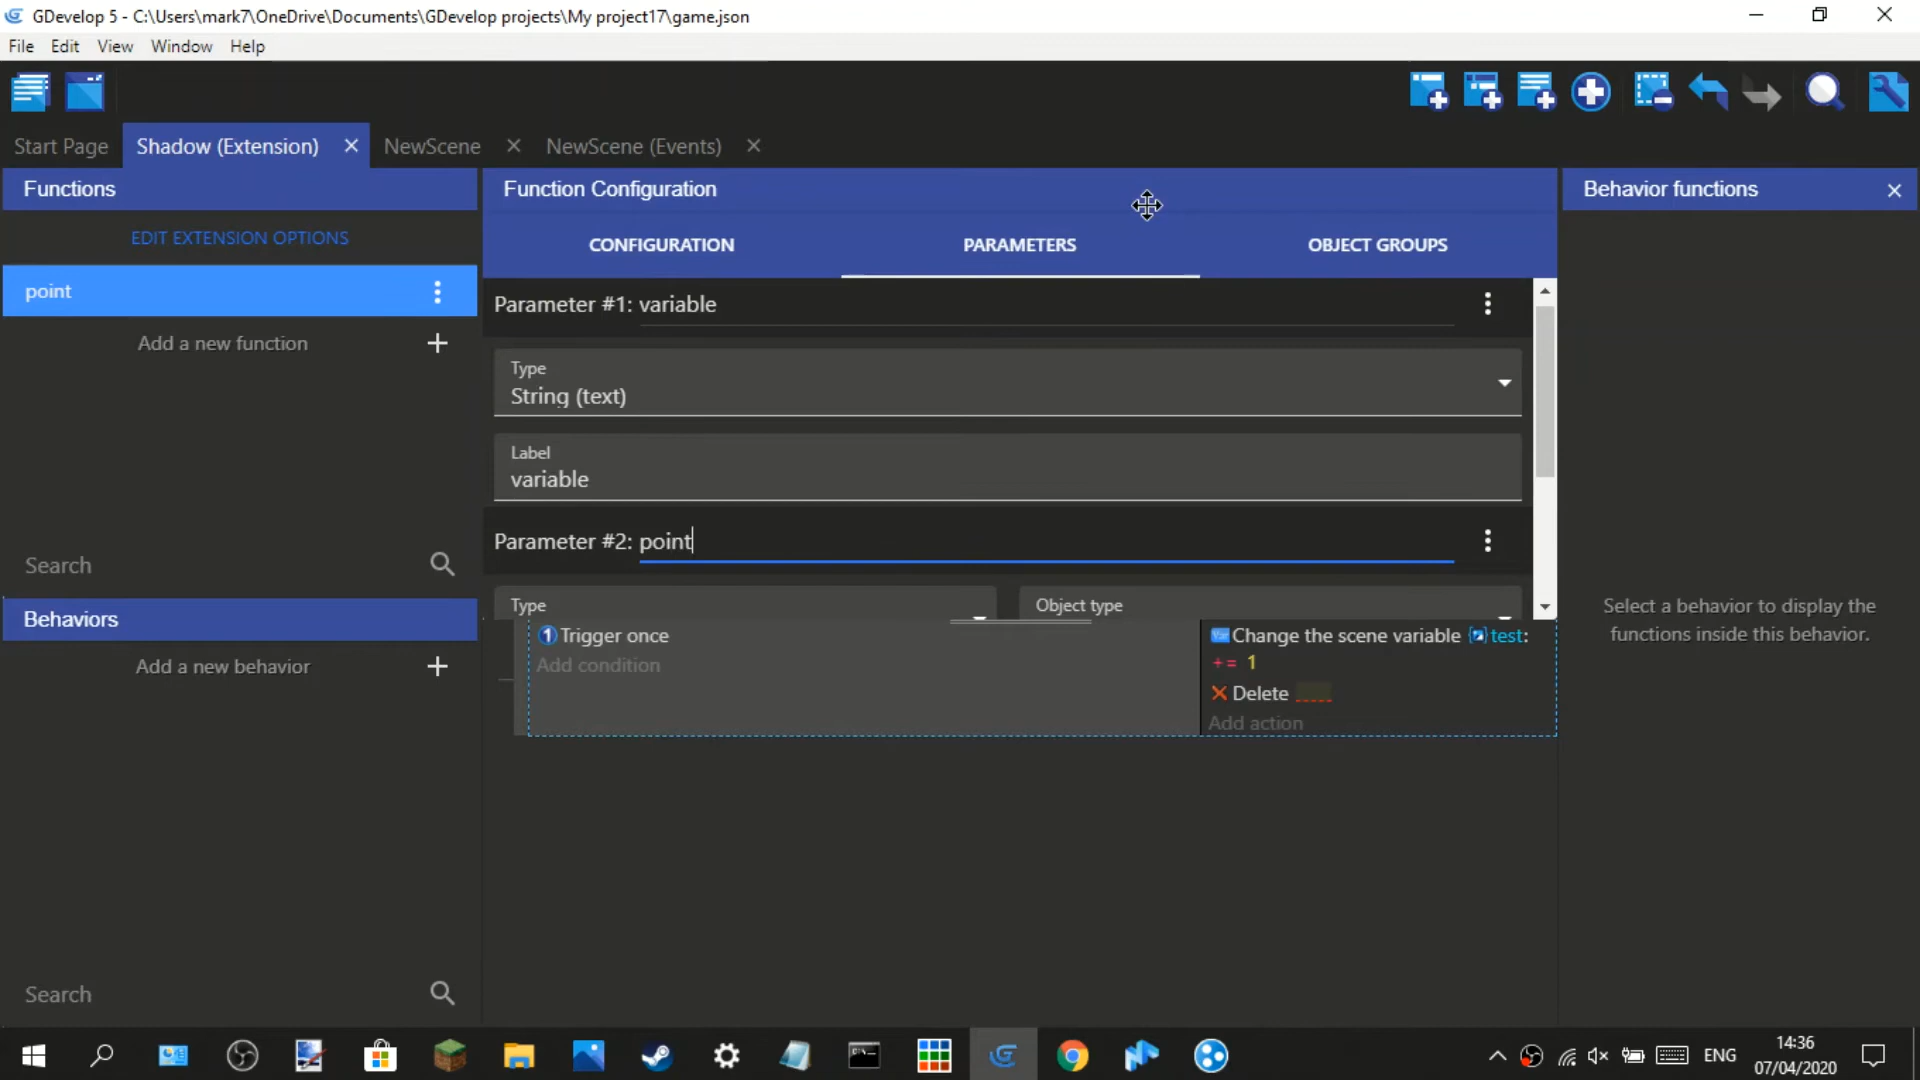 GDevelop 5 - C:\Users\mark7\OneDrive\Documents\GDevelop projects\My project17\game.json
File Edit View Window Help
Start Page Shadow (Extension) NewScene NewScene (Events)
Functions
EDIT EXTENSION OPTIONS
point
Add a new function
Search
Behaviors
Add a new behavior
Search
Function Configuration
CONFIGURATION PARAMETERS OBJECT GROUPS
Parameter #1: variable
Type
String (text)
Label
variable
Parameter #2: point
Type Object type
Trigger once
Add condition
Change the scene variable test:
+= 1
Delete
Add action
Behavior functions
Select a behavior to display the
functions inside this behavior.
ENG
14:36
07/04/2020